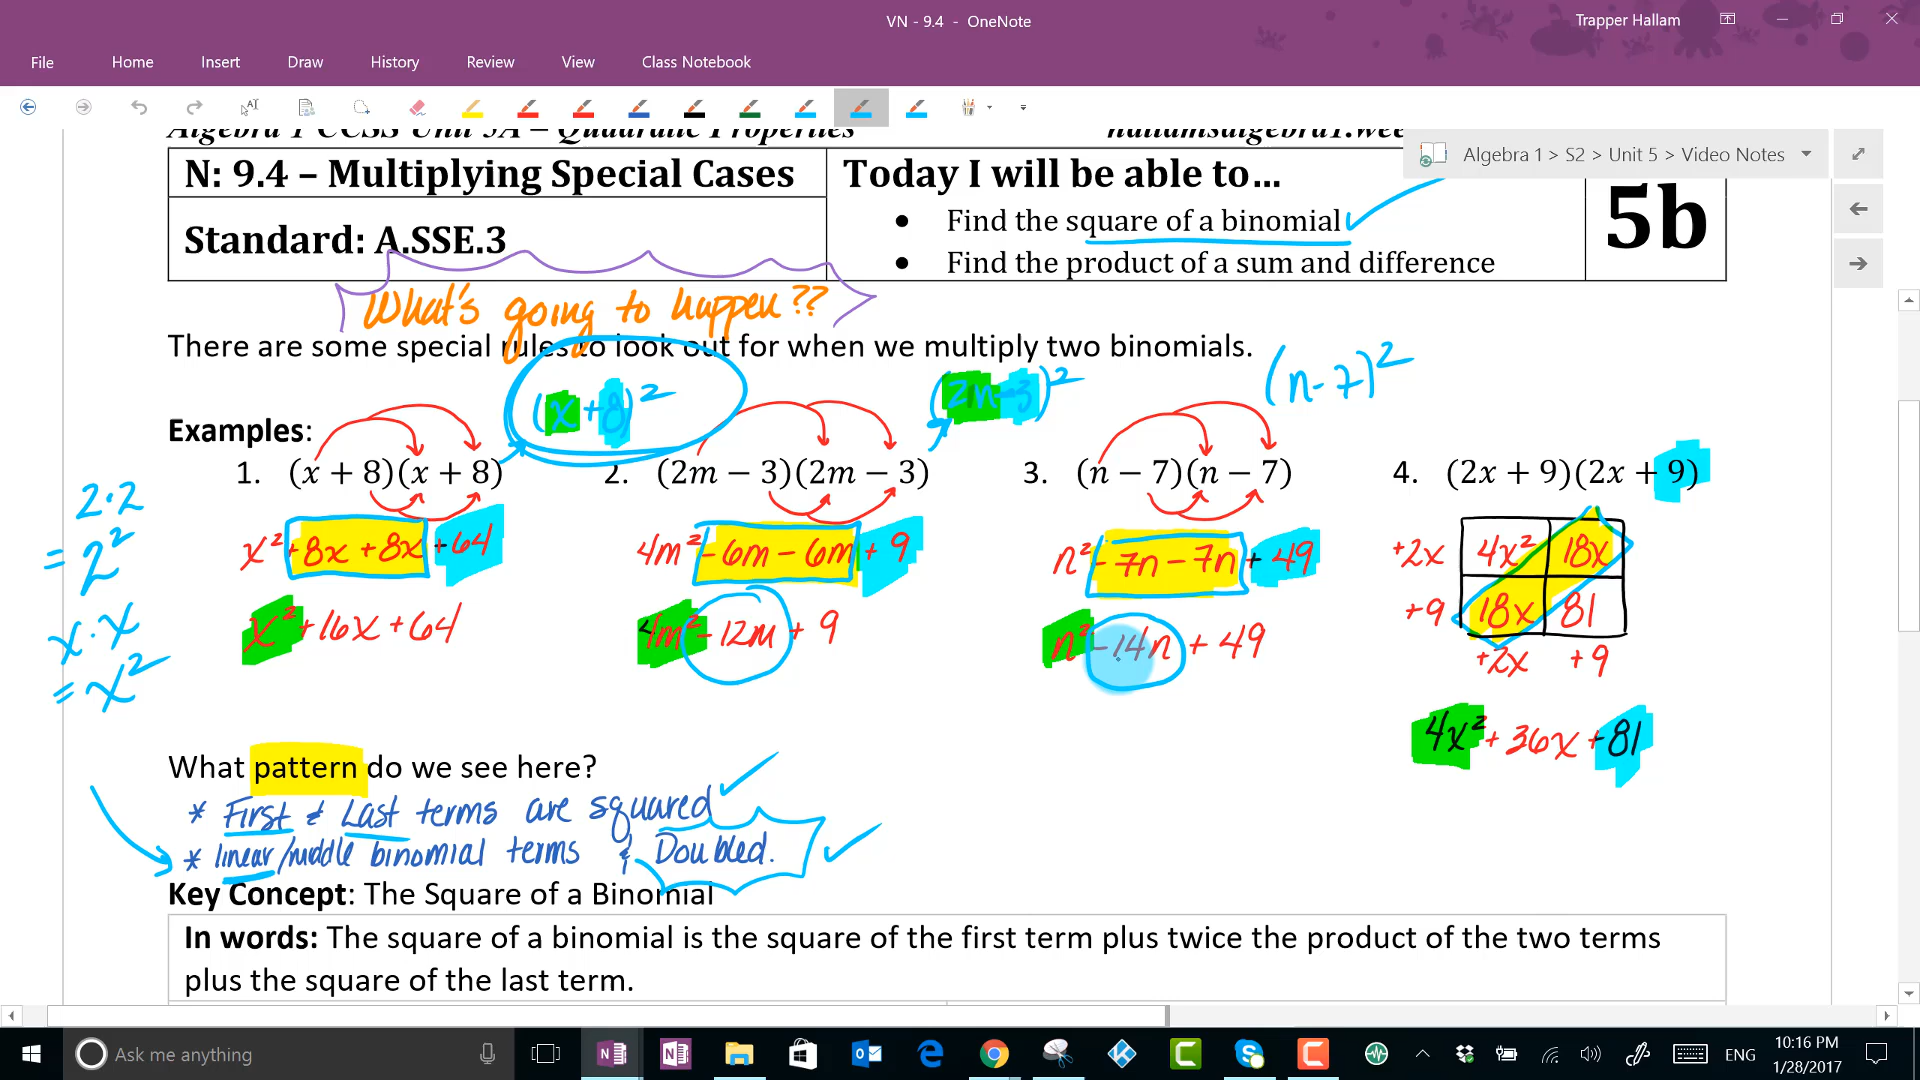 VN - 9.4 - OneNote
Trapper Hallam
File Home Insert Draw History Review View Class Notebook
Algebra 1 CCSS Unit 5A – Quadratic Properties
Algebra 1 > S2 > Unit 5 > Video Notes
N: 9.4 – Multiplying Special Cases
Standard: A.SSE.3
Today I will be able to...
• Find the square of a binomial
• Find the product of a sum and difference
5b
What's going to happen??
There are some special rules to look out for when we multiply two binomials.
(x+8)²
(2n-3)²
(n-7)²
Examples:
1. (x + 8)(x + 8)
2. (2m − 3)(2m − 3)
3. (n − 7)(n − 7)
4. (2x + 9)(2x + 9)
2·2
= 2²
x·x
= x²
x² +8x +8x +64
x² +16x +64
4m² -6m - 6m + 9
4m² - 12m + 9
n² - 7n - 7n + 49
n² -14n + 49
+2x 4x² 18x
+9 18x 81
+2x +9
4x² + 36x + 81
What pattern do we see here?
* First & Last terms are squared
* linear/middle binomial terms & Doubled.
Key Concept: The Square of a Binomial
In words: The square of a binomial is the square of the first term plus twice the product of the two terms
plus the square of the last term.
Ask me anything
ENG
10:16 PM
1/28/2017